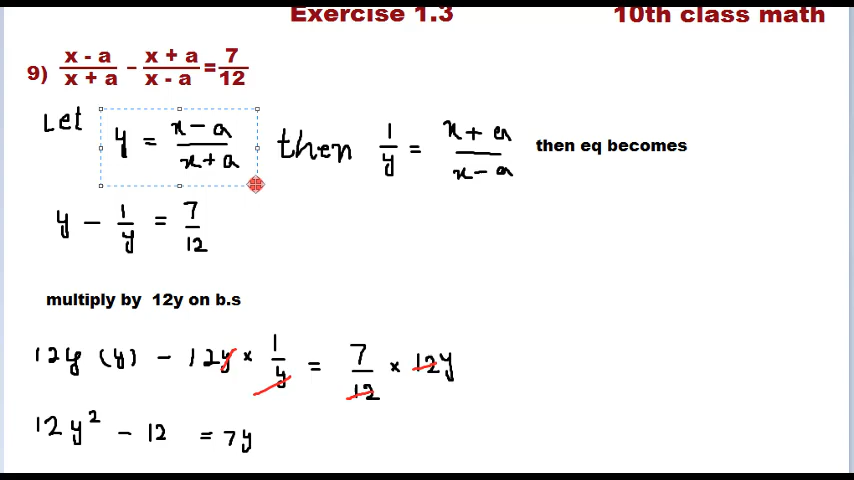 Exercise 1.3 10th class math
9) x - a / x + a - x + a / x - a = 7 / 12
Let y = x - a / x + a then 1 / y = x + a / x - a then eq becomes
y - 1 / y = 7 / 12
multiply by 12y on b.s
12y (y) - 12y × 1 / y = 7 / 12 × 12y
12y² - 12 = 7y